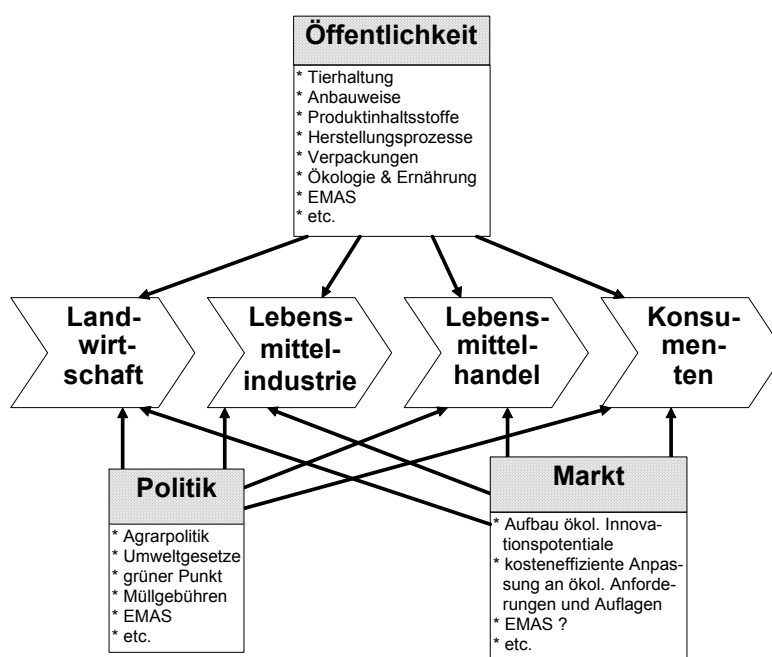 Öffentlichkeit
* Tierhaltung
* Anbauweise
* Produktinhaltsstoffe
* Herstellungsprozesse
* Verpackungen
* Ökologie & Ernährung
* EMAS
* etc.
Land-
wirt-
schaft
Lebens-
mittel-
industrie
Lebens-
mittel-
handel
Konsu-
men-
ten
Politik
* Agrarpolitik
* Umweltgesetze
* grüner Punkt
* Müllgebühren
* EMAS
* etc.
Markt
* Aufbau ökol. Innova-
tionspotentiale
* kosteneffiziente Anpas-
sung an ökol. Anforde-
rungen und Auflagen
* EMAS ?
* etc.